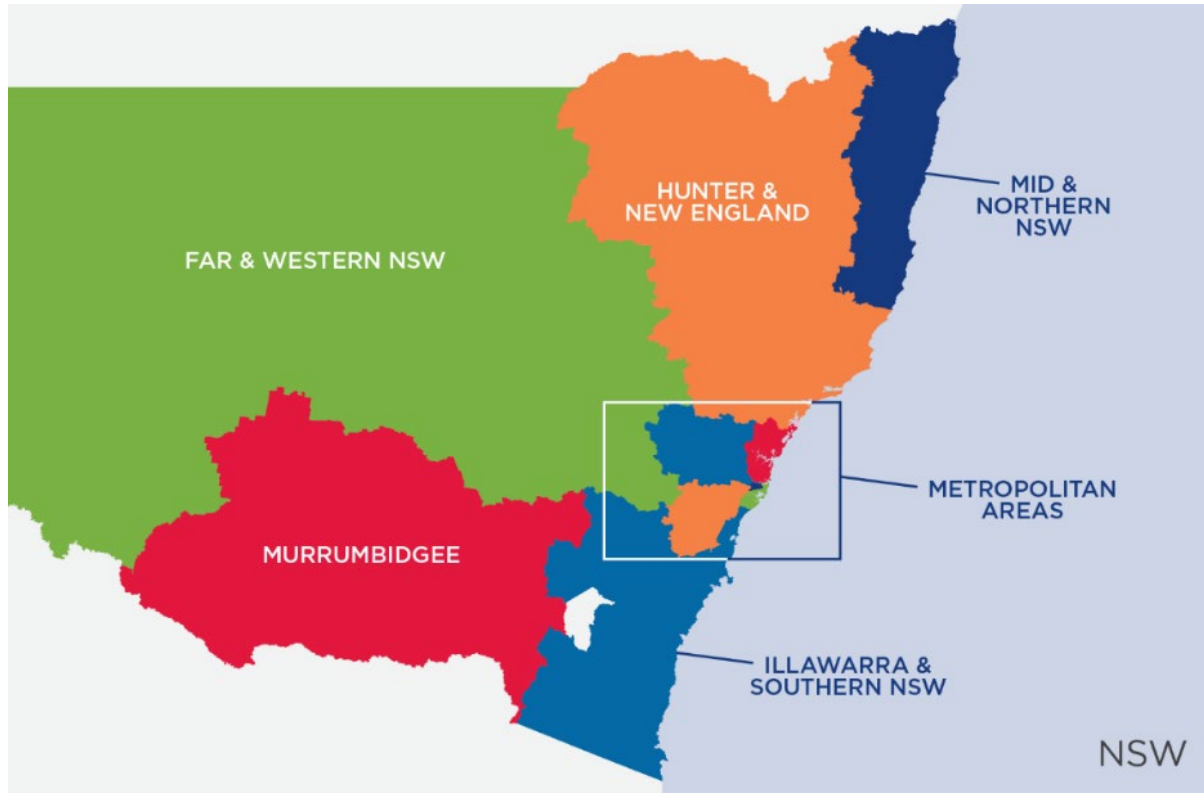 HUNTER &
NEW ENGLAND
MID &
NORTHERN
NSW
FAR & WESTERN NSW
METROPOLITAN
AREAS
MURRUMBIDGEE
ILLAWARRA &
SOUTHERN NSW
NSW